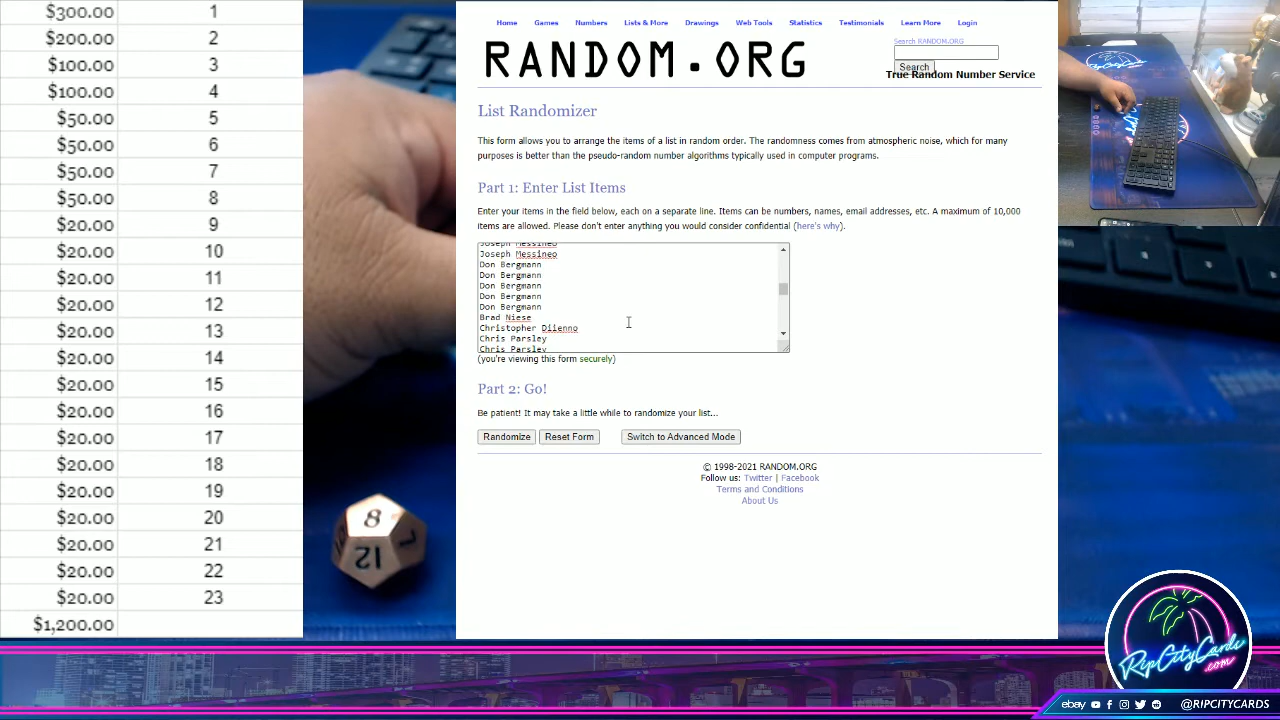 $300.00 1
$200.00 2
$100.00 3
$100.00 4
$50.00 5
$50.00 6
$50.00 7
$50.00 8
$20.00 9
$20.00 10
$20.00 11
$20.00 12
$20.00 13
$20.00 14
$20.00 15
$20.00 16
$20.00 17
$20.00 18
$20.00 19
$20.00 20
$20.00 21
$20.00 22
$20.00 23
$1,200.00
8
12
7
Home Games Numbers Lists & More Drawings Web Tools Statistics Testimonials Learn More Login
RANDOM.ORG
Search RANDOM.ORG
Search
True Random Number Service
List Randomizer
This form allows you to arrange the items of a list in random order. The randomness comes from atmospheric noise, which for many
purposes is better than the pseudo-random number algorithms typically used in computer programs.
Part 1: Enter List Items
Enter your items in the field below, each on a separate line. Items can be numbers, names, email addresses, etc. A maximum of 10,000
items are allowed. Please don't enter anything you would consider confidential (here's why).
Joseph Messineo
Joseph Messineo
Don Bergmann
Don Bergmann
Don Bergmann
Don Bergmann
Don Bergmann
Brad Niese
Christopher Diienno
Chris Parsley
Chris Parsley
(you're viewing this form securely)
Part 2: Go!
Be patient! It may take a little while to randomize your list...
Randomize Reset Form Switch to Advanced Mode
© 1998-2021 RANDOM.ORG
Follow us: Twitter | Facebook
Terms and Conditions
About Us
RipCityCards
.com
ebay @RIPCITYCARDS